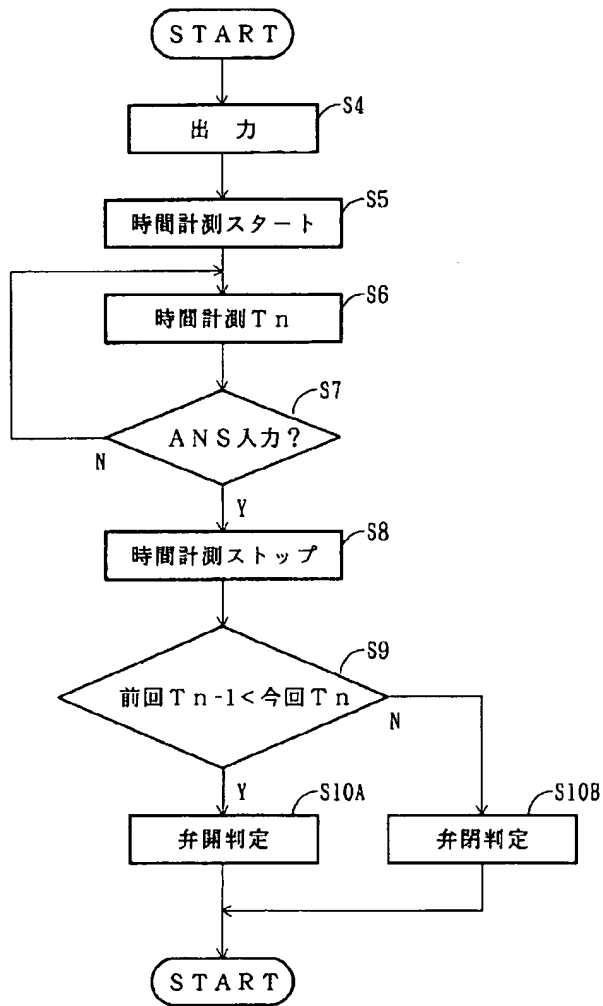 START
S4
出 力
S5
時間計測スタート
S6
時間計測Tn
S7
ANS入力?
N
Y
S8
時間計測ストップ
S9
前回Tn-1<今回Tn
N
Y
S10A
弁開判定
S10B
弁閉判定
START